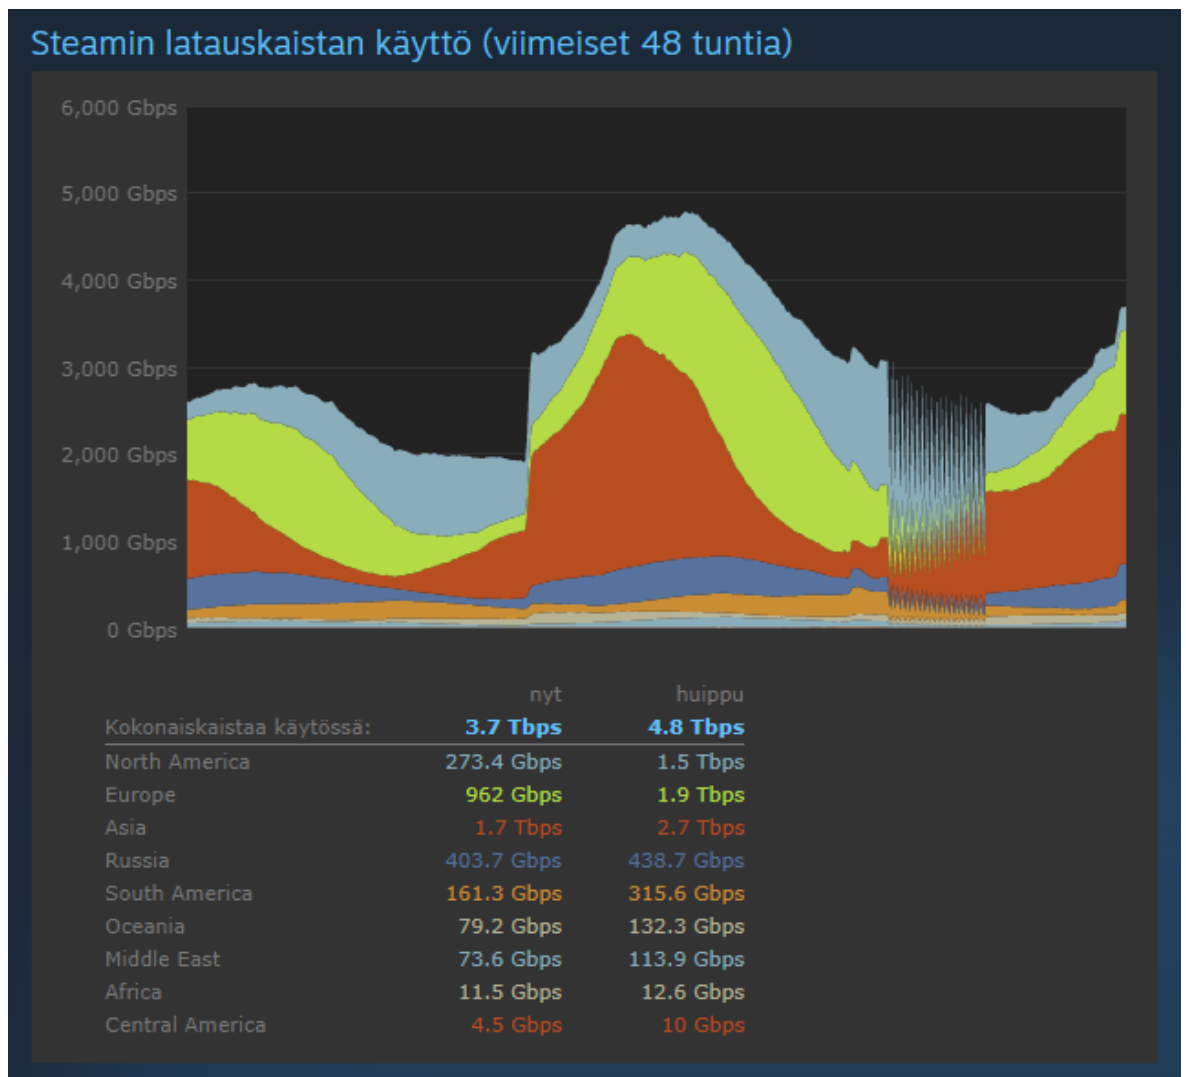 Steamin latauskaistan käyttö (viimeiset 48 tuntia)
6,000 Gbps
5,000 Gbps
4,000 Gbps
3,000 Gbps
2,000 Gbps
1,000 Gbps
0 Gbps
nyt huippu
Kokonaiskaistaa käytössä: 3.7 Tbps 4.8 Tbps
North America 273.4 Gbps 1.5 Tbps
Europe 962 Gbps 1.9 Tbps
Asia 1.7 Tbps 2.7 Tbps
Russia 403.7 Gbps 438.7 Gbps
South America 161.3 Gbps 315.6 Gbps
Oceania 79.2 Gbps 132.3 Gbps
Middle East 73.6 Gbps 113.9 Gbps
Africa 11.5 Gbps 12.6 Gbps
Central America 4.5 Gbps 10 Gbps